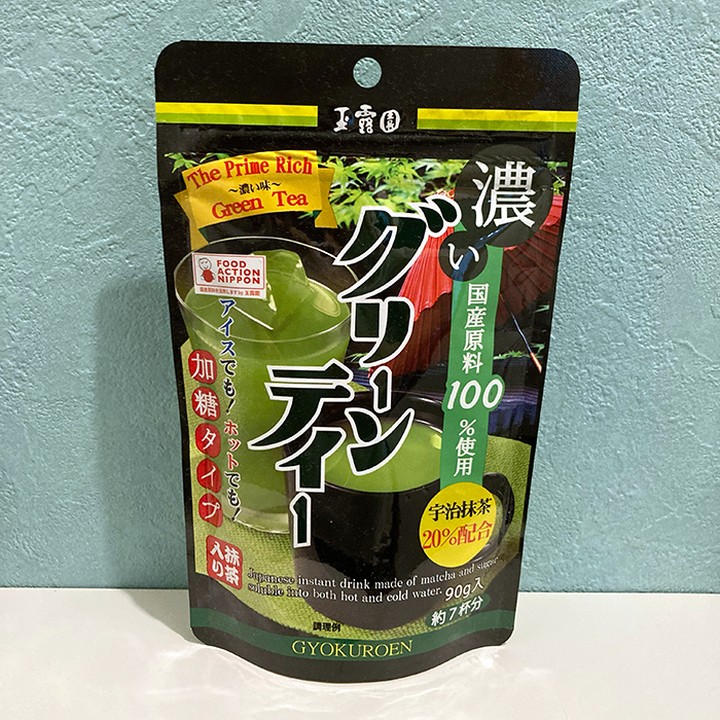 玉露園
The Prime Rich
〜濃い味〜
Green Tea
濃い
グリーンティー
国産原料100%使用
FOOD
ACTION
NIPPON
アイスでも!ホットでも!
加糖タイプ
抹茶入り
宇治抹茶
20%配合
Japanese instant drink made of matcha and sugar
soluble into both hot and cold water.
90g入
約7杯分
調理例
GYOKUROEN